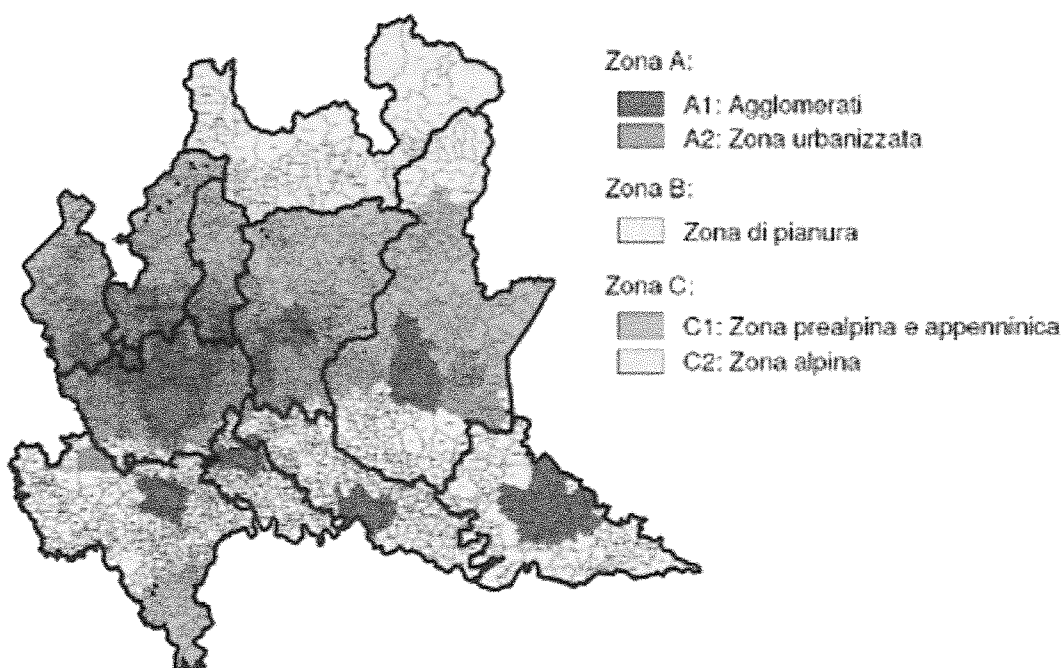 Zona A:
A1: Agglomerati
A2: Zona urbanizzata
Zona B:
Zona di pianura
Zona C:
C1: Zona prealpina e appenninica
C2: Zona alpina